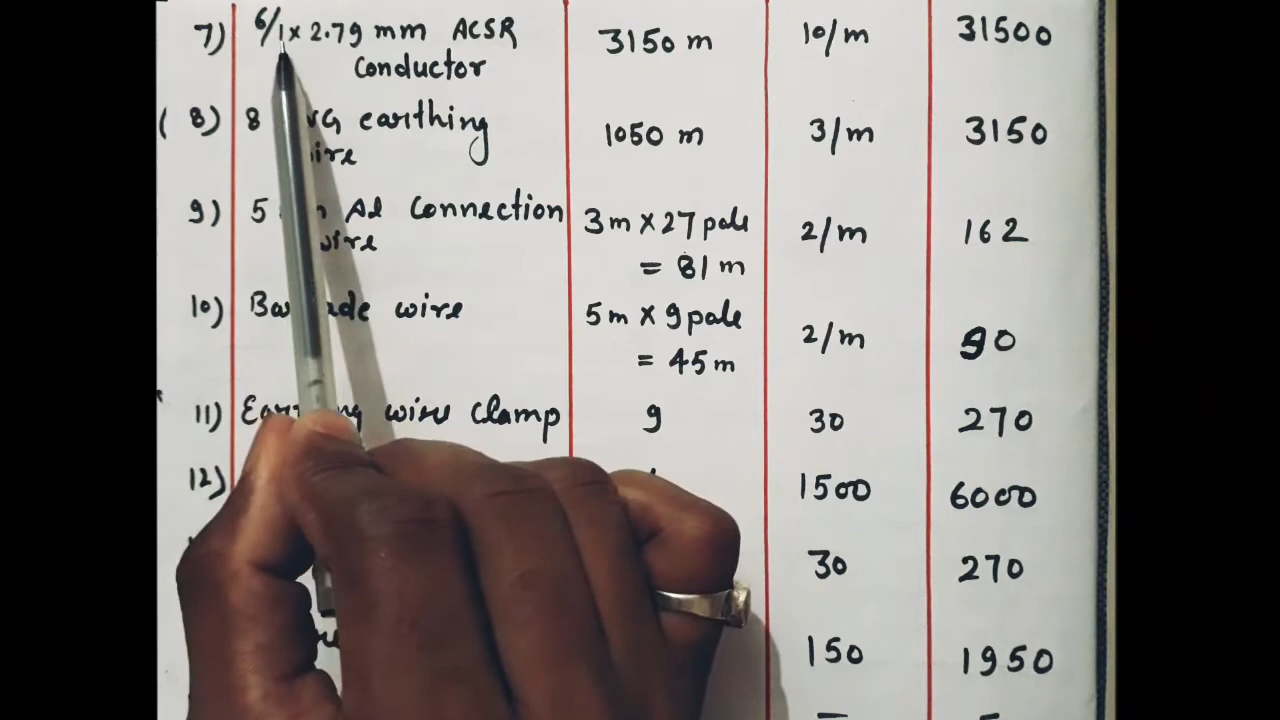 7) 6/1 x 2.79 mm ACSR 3150 m 10/m 31500
Conductor
(8) 8 earthing 1050 m 3/m 3150
9) 5 Al Connection 3m x 27 pole 2/m 162
wire = 81 m
10) wire 5m x 9 pole 2/m 90
= 45 m
11) wire Clamp 9 30 270
12) 1500 6000
30 270
150 1950